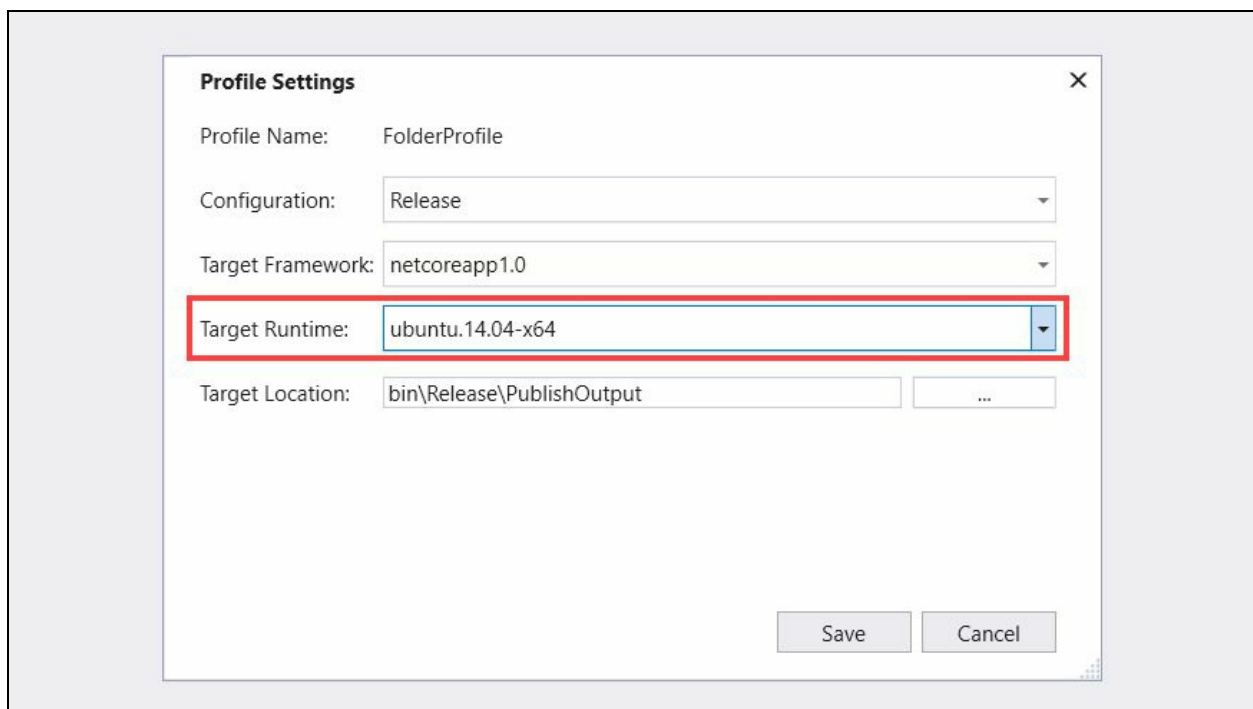 Profile Settings
Profile Name: FolderProfile
Configuration: Release
Target Framework: netcoreapp1.0
Target Runtime: ubuntu.14.04-x64
Target Location: bin\Release\PublishOutput ...
Save Cancel